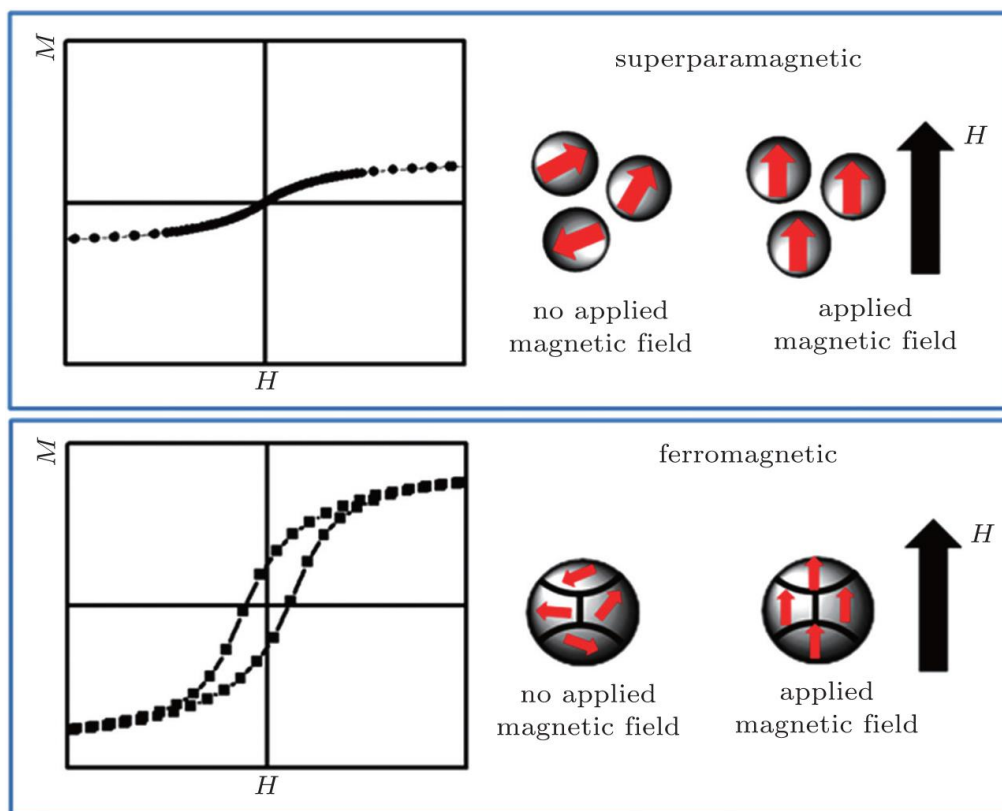 M
superparamagnetic
H
no applied
magnetic field
applied
magnetic field
H
M
ferromagnetic
H
no applied
magnetic field
applied
magnetic field
H